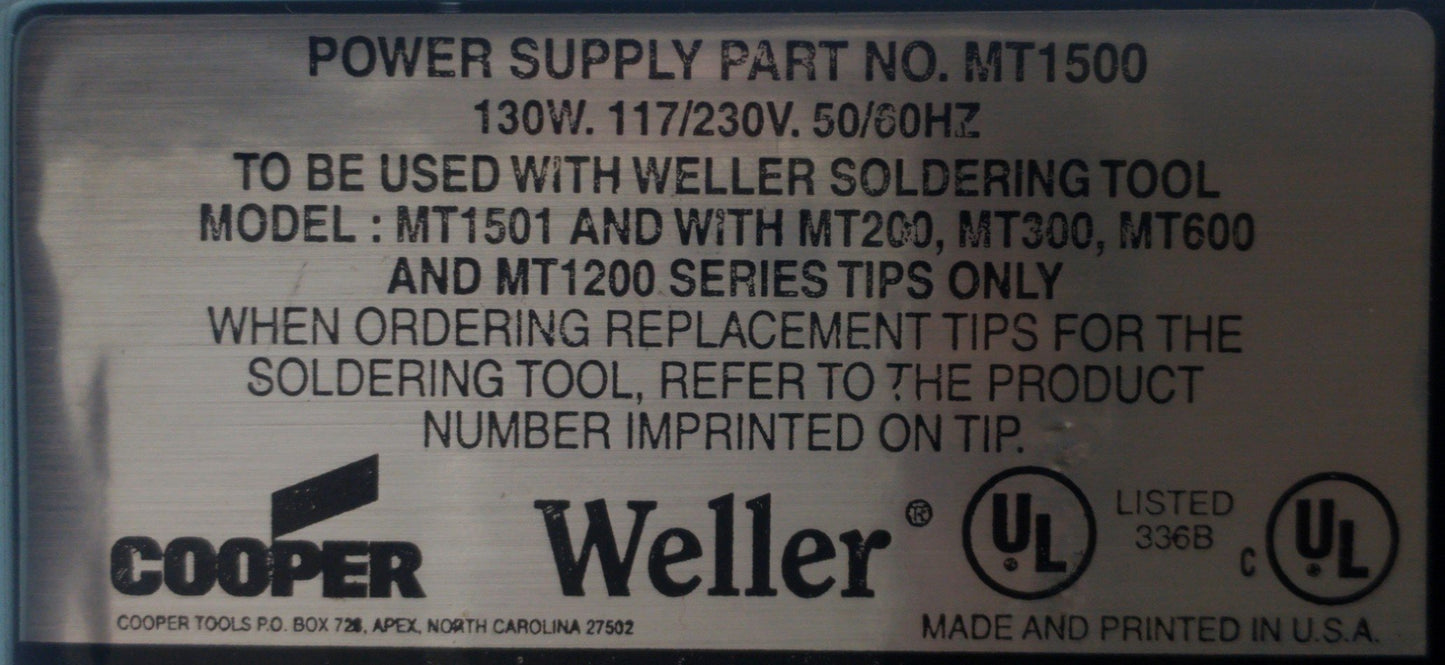 POWER SUPPLY PART NO. MT1500
130W. 117/230V. 50/60HZ
TO BE USED WITH WELLER SOLDERING TOOL
MODEL : MT1501 AND WITH MT200, MT300, MT600
AND MT1200 SERIES TIPS ONLY
WHEN ORDERING REPLACEMENT TIPS FOR THE
SOLDERING TOOL, REFER TO THE PRODUCT
NUMBER IMPRINTED ON TIP.
COOPER
Weller®
UL
LISTED
336B
C UL
COOPER TOOLS P.O. BOX 728, APEX, NORTH CAROLINA 27502
MADE AND PRINTED IN U.S.A.